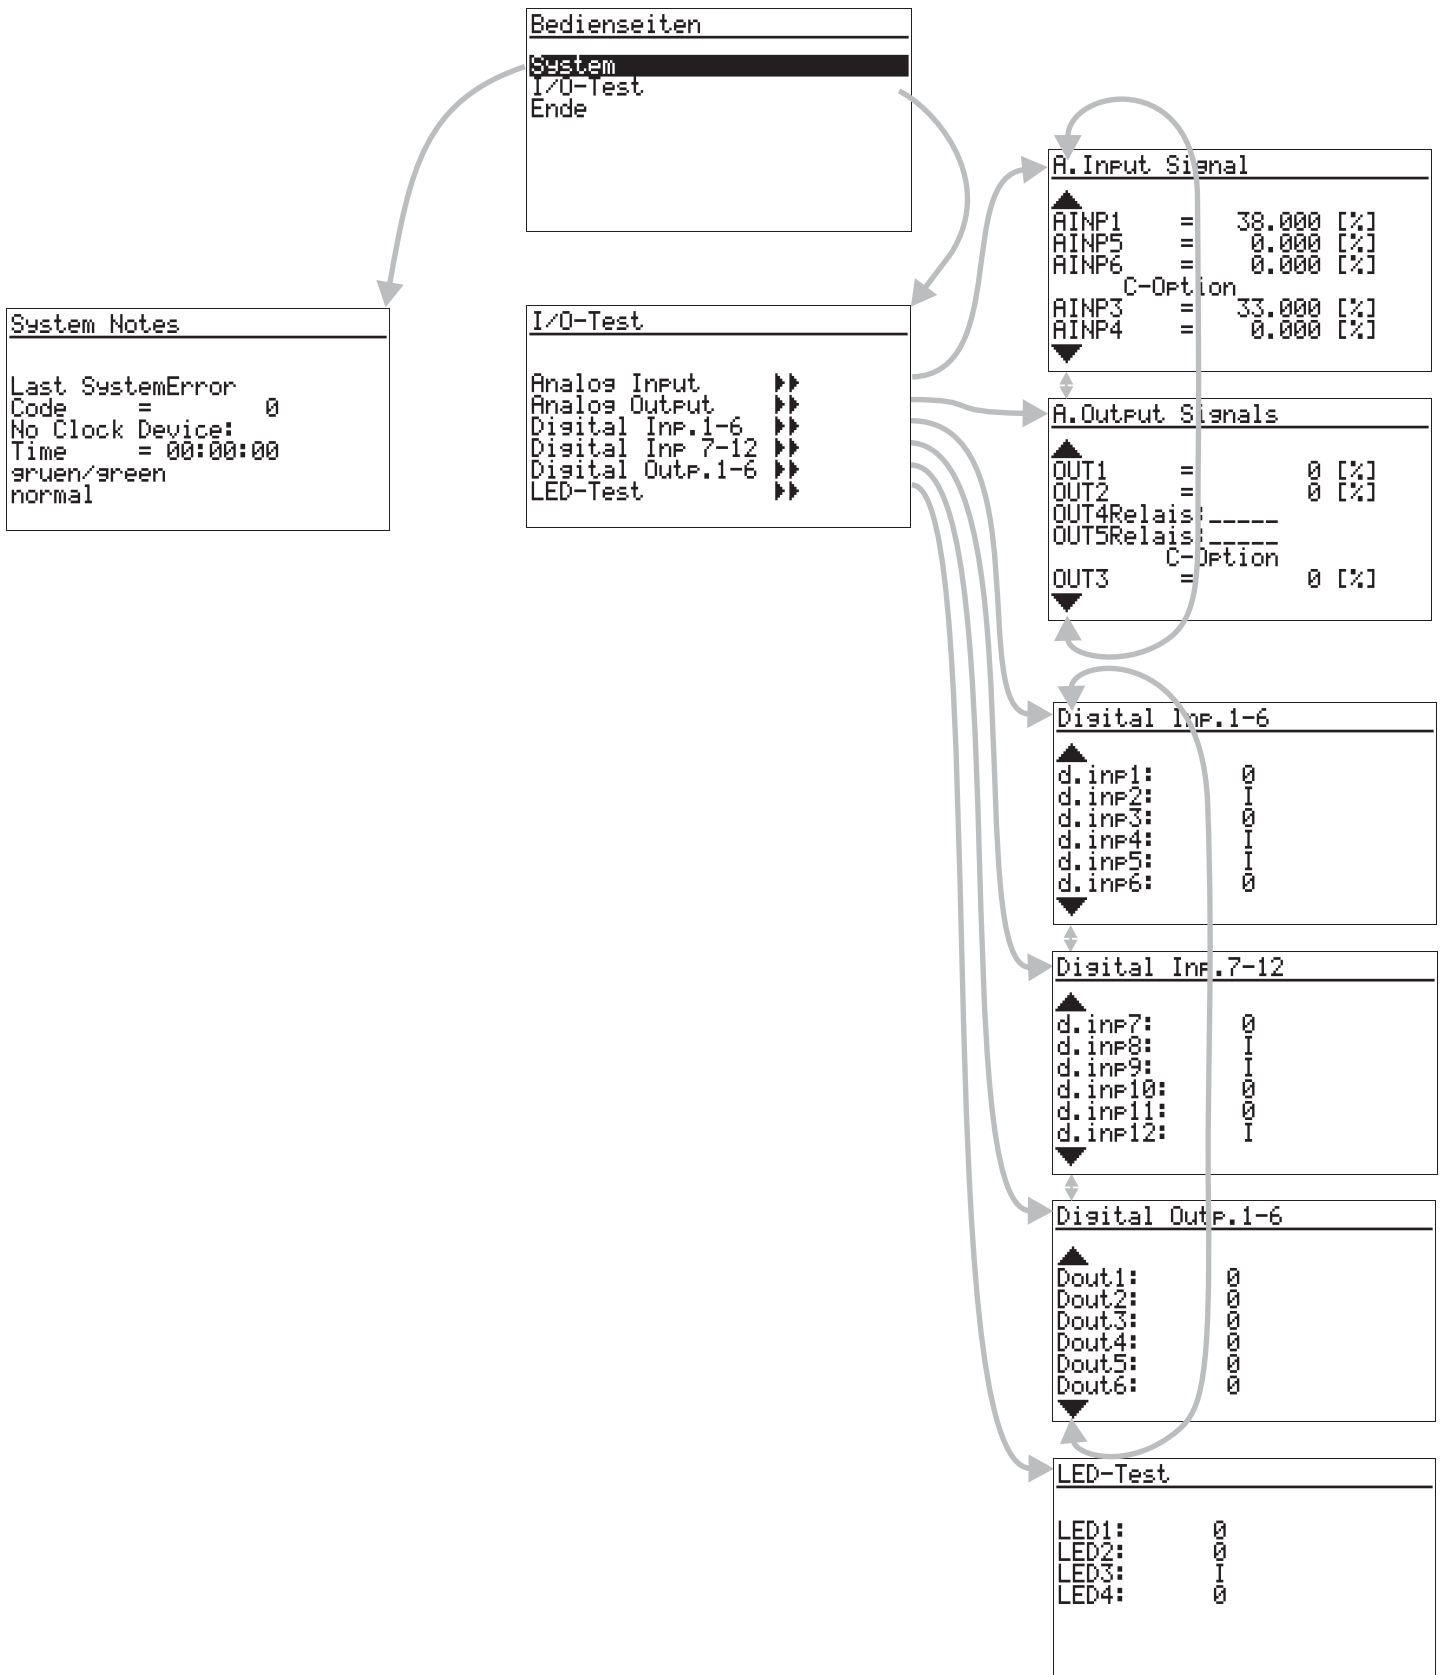 Bedienseiten
System
I/O-Test
Ende
System Notes
Last SystemError
Code = 0
No Clock Device:
Time = 00:00:00
gruen/green
normal
I/O-Test
Analog Input
Analog Output
Digital Inp.1-6
Digital Inp 7-12
Digital Outp.1-6
LED-Test
A.Input Signal
AINP1 = 38.000 [%]
AINP5 = 0.000 [%]
AINP6 = 0.000 [%]
C-Option
AINP3 = 33.000 [%]
AINP4 = 0.000 [%]
A.Output Signals
OUT1 = 0 [%]
OUT2 = 0 [%]
OUT4Relais:_____
OUT5Relais:_____
C-Option
OUT3 = 0 [%]
Digital Inp.1-6
d.inp1: 0
d.inp2: I
d.inp3: 0
d.inp4: I
d.inp5: I
d.inp6: 0
Digital Inp.7-12
d.inp7: 0
d.inp8: I
d.inp9: I
d.inp10: 0
d.inp11: 0
d.inp12: I
Digital Outp.1-6
Dout1: 0
Dout2: 0
Dout3: 0
Dout4: 0
Dout5: 0
Dout6: 0
LED-Test
LED1: 0
LED2: 0
LED3: I
LED4: 0